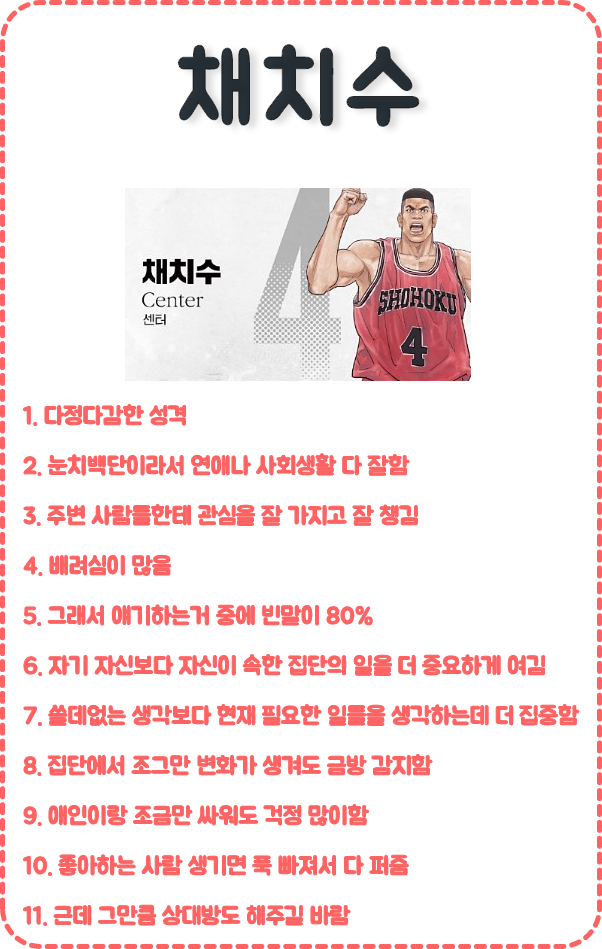 채치수
채치수
Center
센터
4
SHOHOKU
4
1. 다정다감한 성격
2. 눈치백단이라서 연애나 사회생활 다 잘함
3. 주변 사람들한테 관심을 잘 가지고 잘 챙김
4. 배려심이 많음
5. 그래서 얘기하는거 중에 빈말이 80%
6. 자기 자신보다 자신이 속한 집단의 일을 더 중요하게 여김
7. 쓸데없는 생각보다 현재 필요한 일들을 생각하는데 더 집중함
8. 집단에서 조그만 변화가 생겨도 금방 감지함
9. 애인이랑 조금만 싸워도 걱정 많이함
10. 좋아하는 사람 생기면 푹 빠져서 다 퍼줌
11. 근데 그만큼 상대방도 해주길 바람